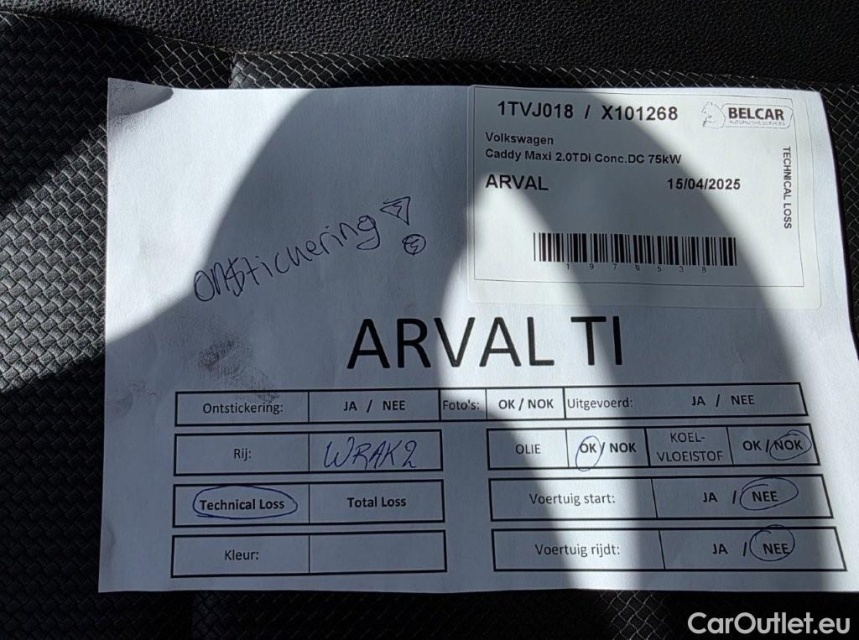 1TVJ018 / X101268
BELCAR
Volkswagen
Caddy Maxi 2.0TDi Conc.DC 75kW
ARVAL 15/04/2025
TECHNICAL LOSS
ARVAL TI
Ontstickering: JA / NEE Foto's: OK / NOK Uitgevoerd: JA / NEE
Rij: WRAK2 OLIE OK / NOK KOEL-
VLOEISTOF OK / NOK
Technical Loss Total Loss Voertuig start: JA / NEE
Kleur: Voertuig rijdt: JA / NEE
CarOutlet.eu